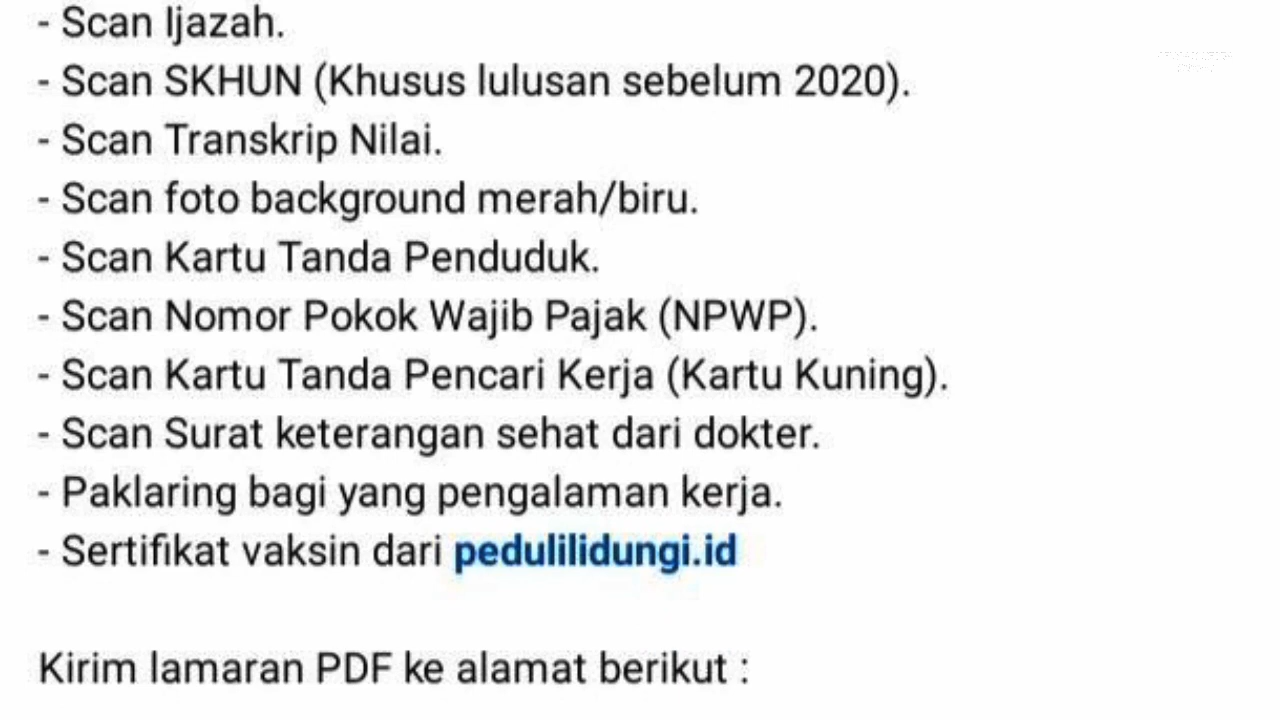 - Scan Ijazah.
- Scan SKHUN (Khusus lulusan sebelum 2020).
- Scan Transkrip Nilai.
- Scan foto background merah/biru.
- Scan Kartu Tanda Penduduk.
- Scan Nomor Pokok Wajib Pajak (NPWP).
- Scan Kartu Tanda Pencari Kerja (Kartu Kuning).
- Scan Surat keterangan sehat dari dokter.
- Paklaring bagi yang pengalaman kerja.
- Sertifikat vaksin dari pedulilidungi.id
Kirim lamaran PDF ke alamat berikut :